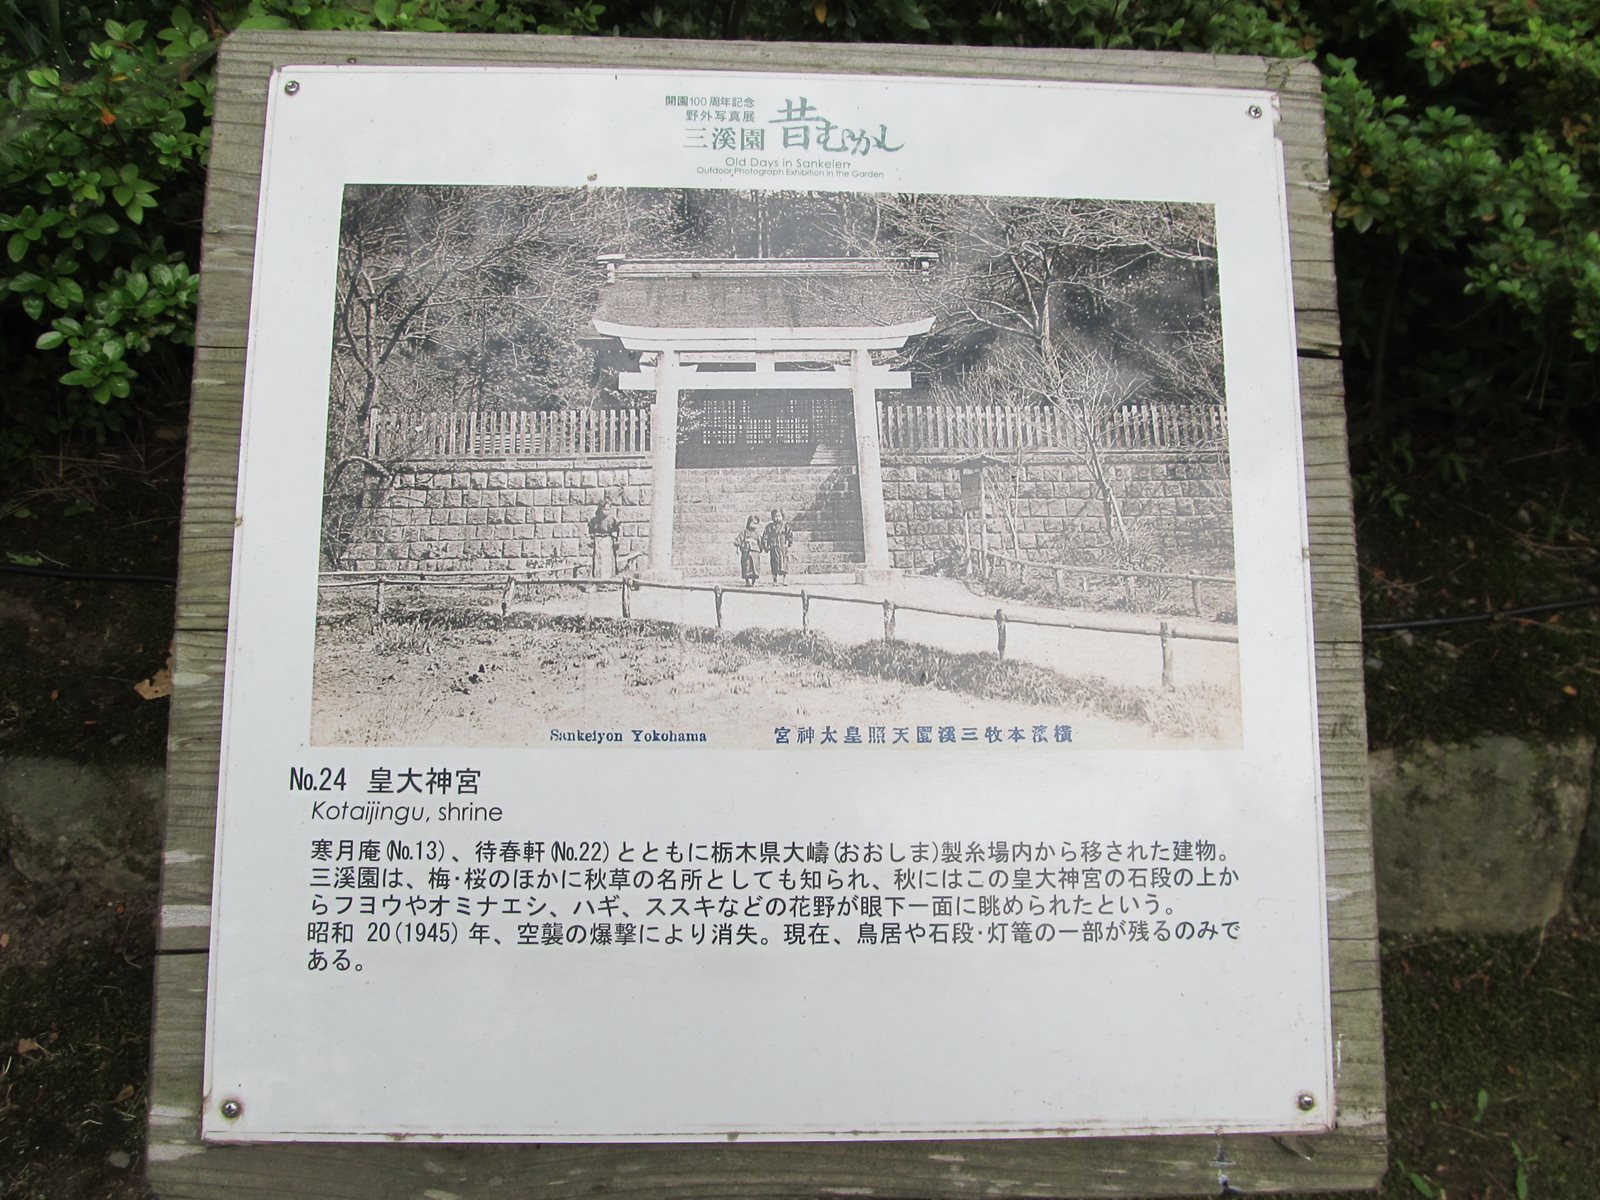 開園100周年記念
野外写真展
三溪園 昔むかし
Old Days in Sankeien
Outdoor Photograph Exhibition in the Garden
Sankeiyon Yokohama
宮神太皇照天園溪三牧本濱横
№.24 皇大神宮
Kotaijingu, shrine
寒月庵(№.13)、待春軒(№.22)とともに栃木県大嶹(おおしま)製糸場内から移された建物。
三溪園は、梅・桜のほかに秋草の名所としても知られ、秋にはこの皇大神宮の石段の上か
らフヨウやオミナエシ、ハギ、ススキなどの花野が眼下一面に眺められたという。
昭和 20(1945) 年、空襲の爆撃により消失。現在、鳥居や石段・灯篭の一部が残るのみで
ある。